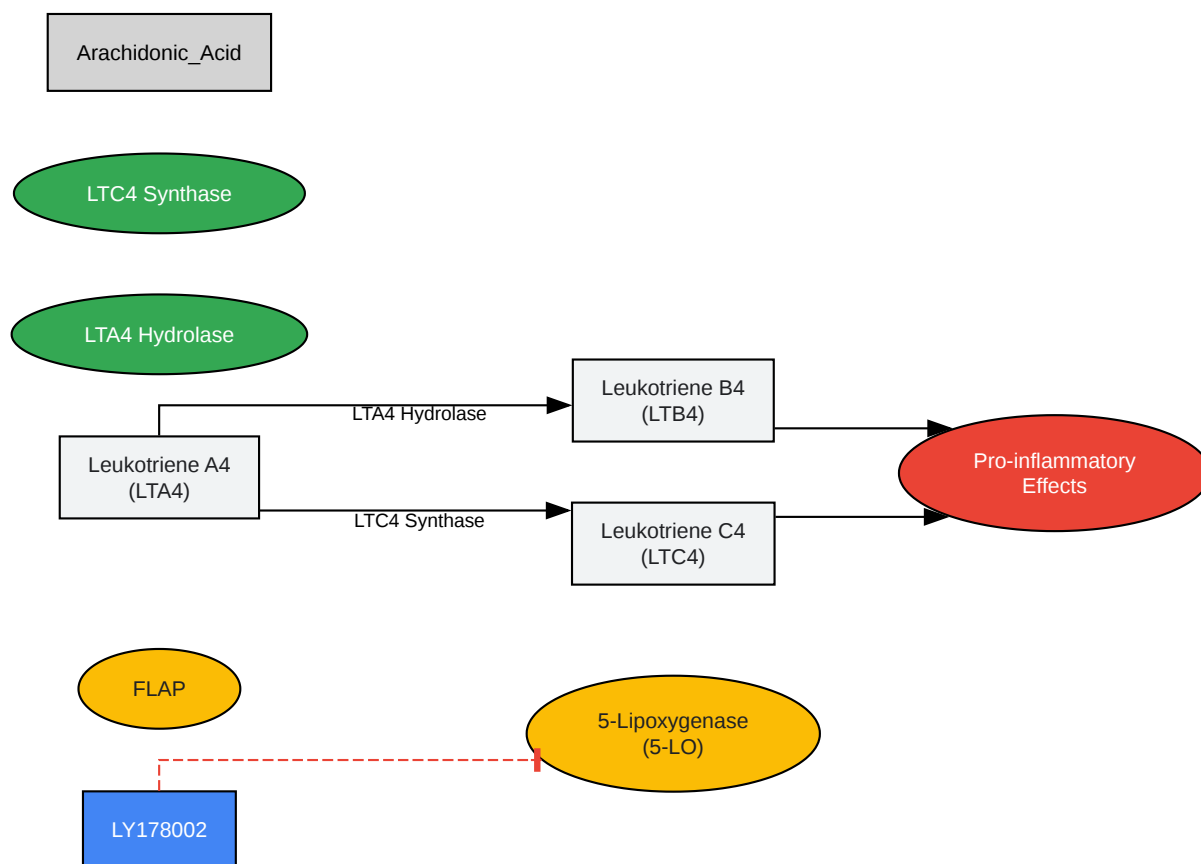 Arachidonic_Acid
LTC4 Synthase
LTA4 Hydrolase
Leukotriene B4
(LTB4)
LTA4 Hydrolase
Leukotriene A4
(LTA4)
Pro-inflammatory
Effects
LTC4 Synthase
Leukotriene C4
(LTC4)
FLAP
5-Lipoxygenase
(5-LO)
LY178002